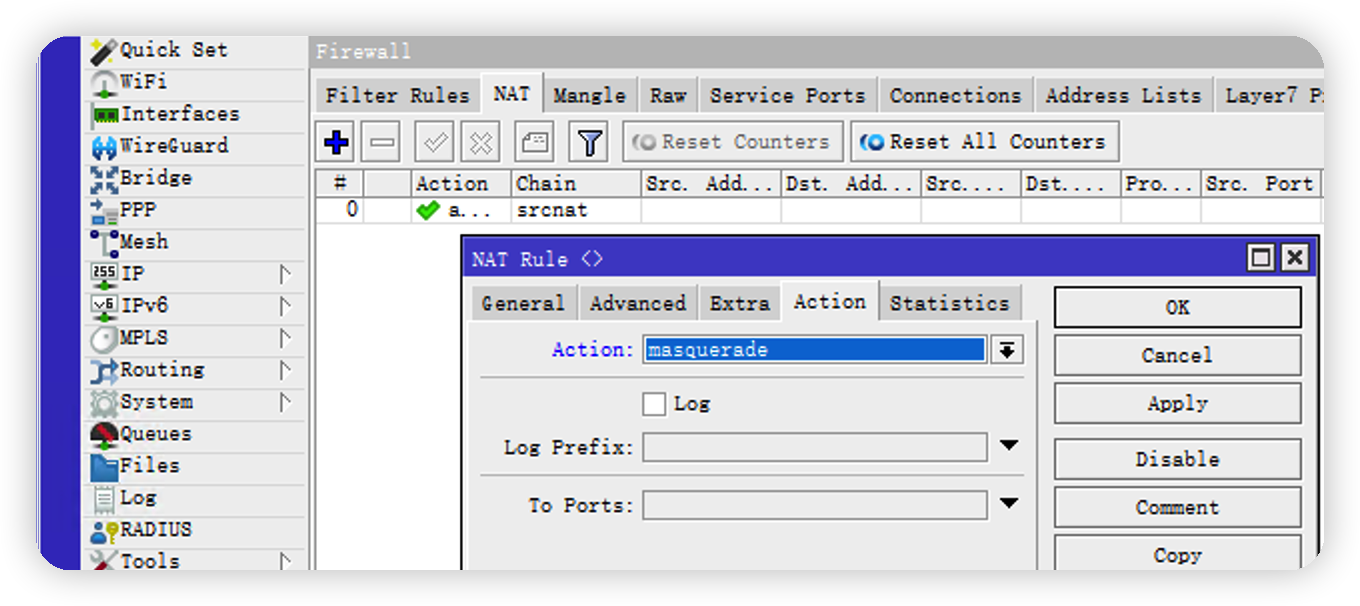 Quick Set
WiFi
Interfaces
WireGuard
Bridge
PPP
Mesh
255 IP
v6 IPv6
MPLS
Routing
System
Queues
Files
Log
RADIUS
Tools
Firewall
Filter Rules NAT Mangle Raw Service Ports Connections Address Lists Layer7
Reset Counters Reset All Counters
# Action Chain Src. Add... Dst. Add... Src.... Dst.... Pro... Src. Port
0 a... srcnat
NAT Rule <>
General Advanced Extra Action Statistics
Action: masquerade
Log
Log Prefix:
To Ports:
OK
Cancel
Apply
Disable
Comment
Copy